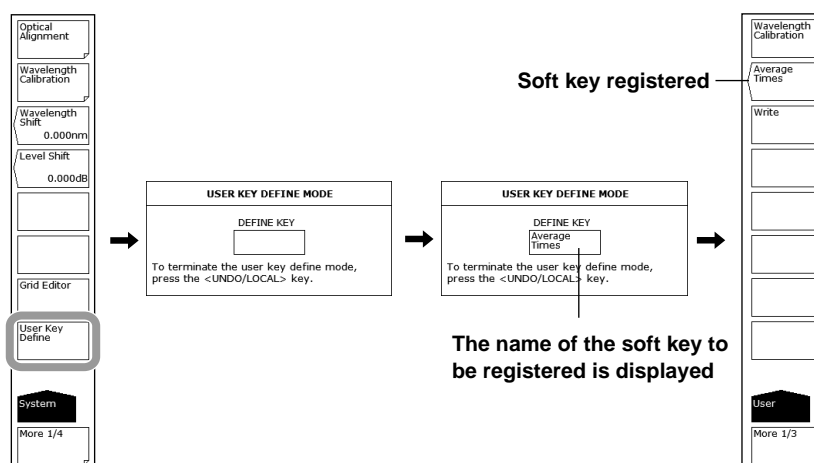 Optical
Alignment
Wavelength
Calibration
Wavelength
Shift
0.000nm
Level Shift
0.000dB
Grid Editor
User Key
Define
System
More 1/4
USER KEY DEFINE MODE
DEFINE KEY
To terminate the user key define mode,
press the <UNDO/LOCAL> key.
USER KEY DEFINE MODE
DEFINE KEY
Average
Times
To terminate the user key define mode,
press the <UNDO/LOCAL> key.
The name of the soft key to
be registered is displayed
Soft key registered
Wavelength
Calibration
Average
Times
Write
User
More 1/3